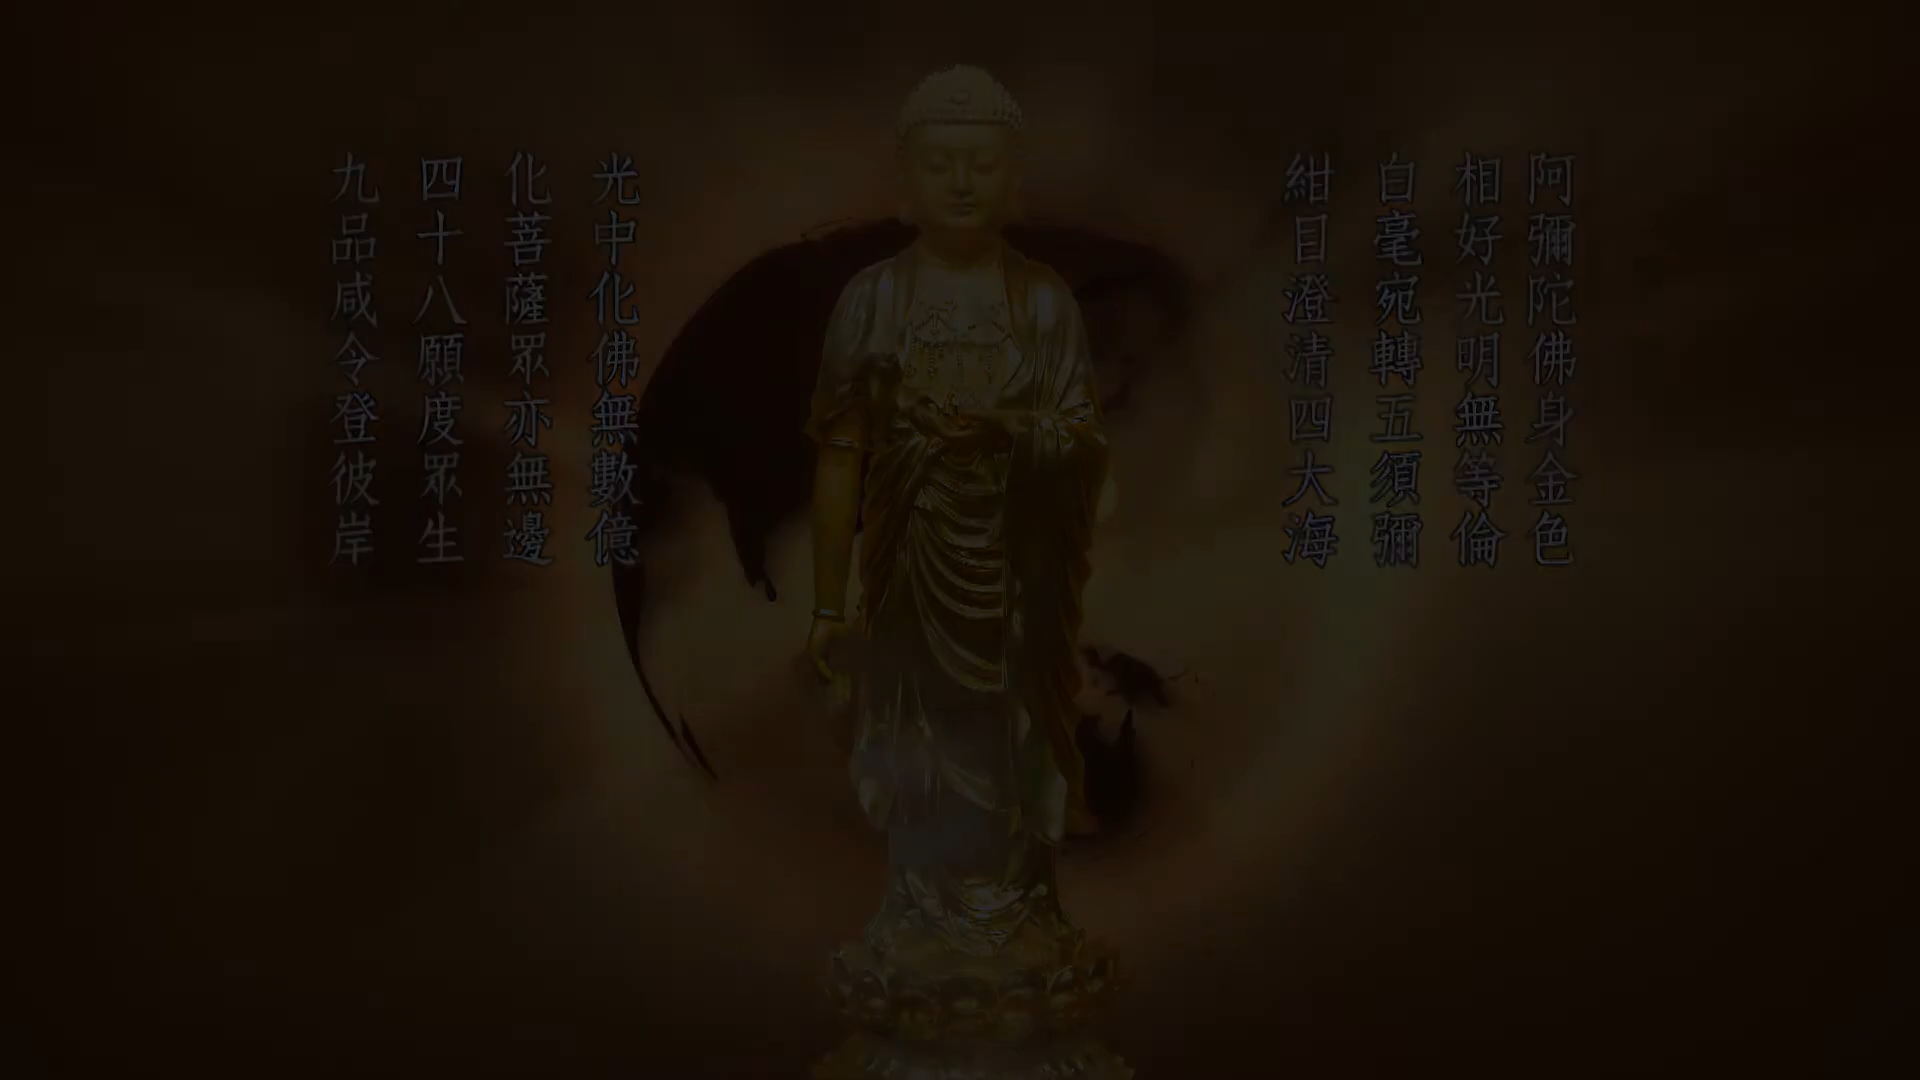 阿彌陀佛身金色
相好光明無等倫
白毫宛轉五須彌
紺目澄清四大海
光中化佛無數億
化菩薩眾亦無邊
四十八願度眾生
九品咸令登彼岸